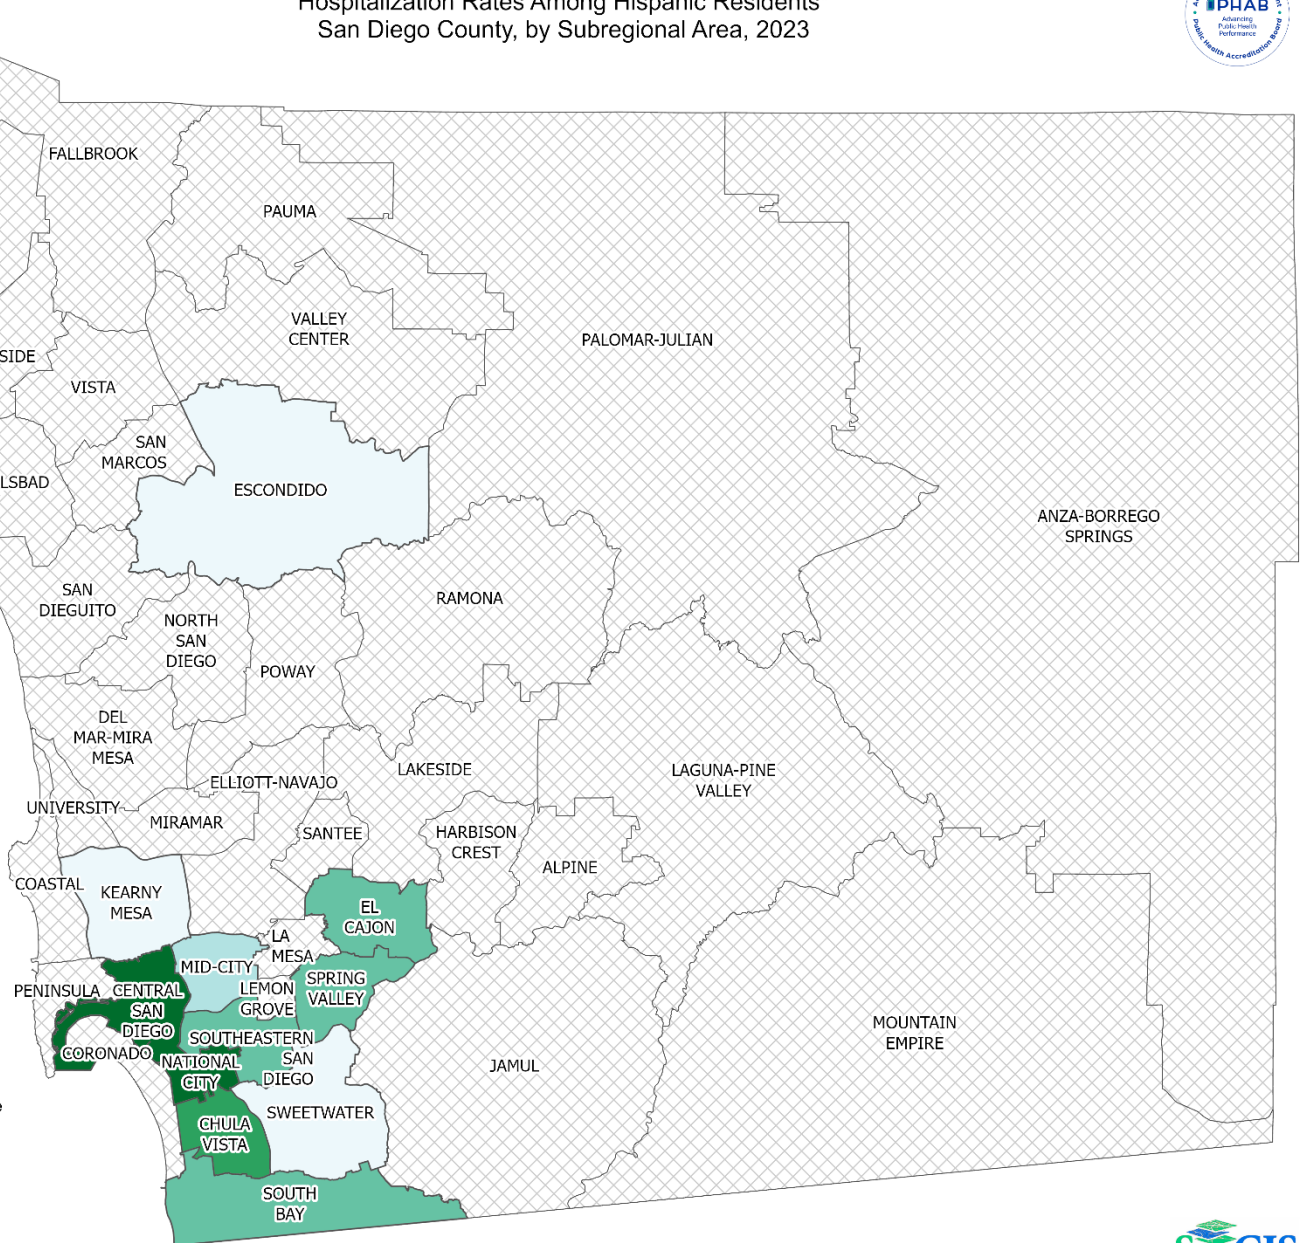 Hospitalization Rates Among Hispanic Residents
San Diego County, by Subregional Area, 2023
PHAB
Advancing
Public Health
Performance
Public Health Accreditation Board
FALLBROOK
PAUMA
VALLEY
CENTER
PALOMAR-JULIAN
SIDE
VISTA
SAN
MARCOS
LSBAD
ESCONDIDO
ANZA-BORREGO
SPRINGS
SAN
DIEGUITO
NORTH
SAN
DIEGO
RAMONA
POWAY
DEL
MAR-MIRA
MESA
ELLIOTT-NAVAJO
LAKESIDE
LAGUNA-PINE
VALLEY
UNIVERSITY
MIRAMAR
SANTEE
HARBISON
CREST
ALPINE
COASTAL
KEARNY
MESA
EL
CAJON
LA
MESA
MID-CITY
PENINSULA
CENTRAL
SAN
DIEGO
LEMON
GROVE
SPRING
VALLEY
SOUTHEASTERN
SAN
DIEGO
CORONADO
NATIONAL
CITY
JAMUL
MOUNTAIN
EMPIRE
SWEETWATER
CHULA
VISTA
SOUTH
BAY